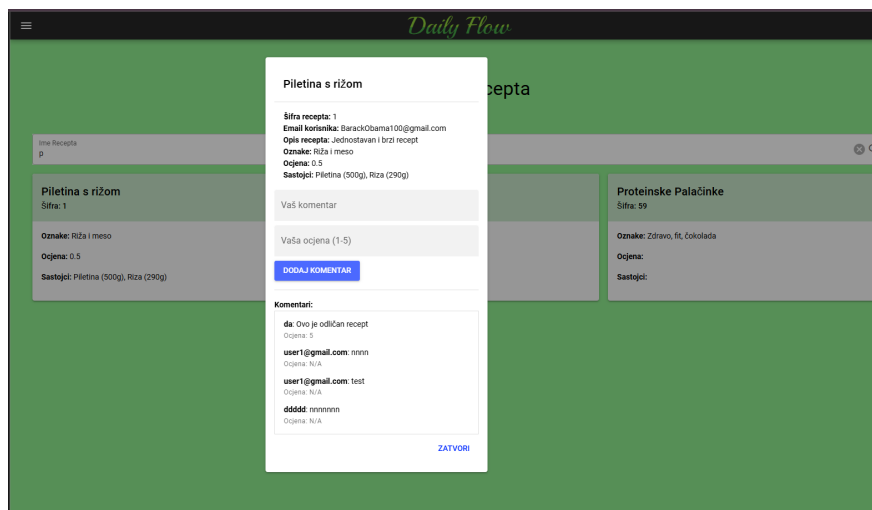 Daily Flow
cepta
Ime Recepta
p
Piletina s rižom
Šifra: 1
Oznake: Riža i meso
Ocjena: 0.5
Sastojci: Piletina (500g), Riza (290g)
Piletina s rižom
Šifra recepta: 1
Email korisnika: BarackObama100@gmail.com
Opis recepta: Jednostavan i brzi recept
Oznake: Riža i meso
Ocjena: 0.5
Sastojci: Piletina (500g), Riza (290g)
Vaš komentar
Vaša ocjena (1-5)
DODAJ KOMENTAR
Komentari:
da: Ovo je odličan recept
Ocjena: 5
user1@gmail.com: nnnn
Ocjena: N/A
user1@gmail.com: test
Ocjena: N/A
ddddd: nnnnnnn
Ocjena: N/A
ZATVORI
Proteinske Palačinke
Šifra: 59
Oznake: Zdravo, fit, čokolada
Ocjena:
Sastojci: